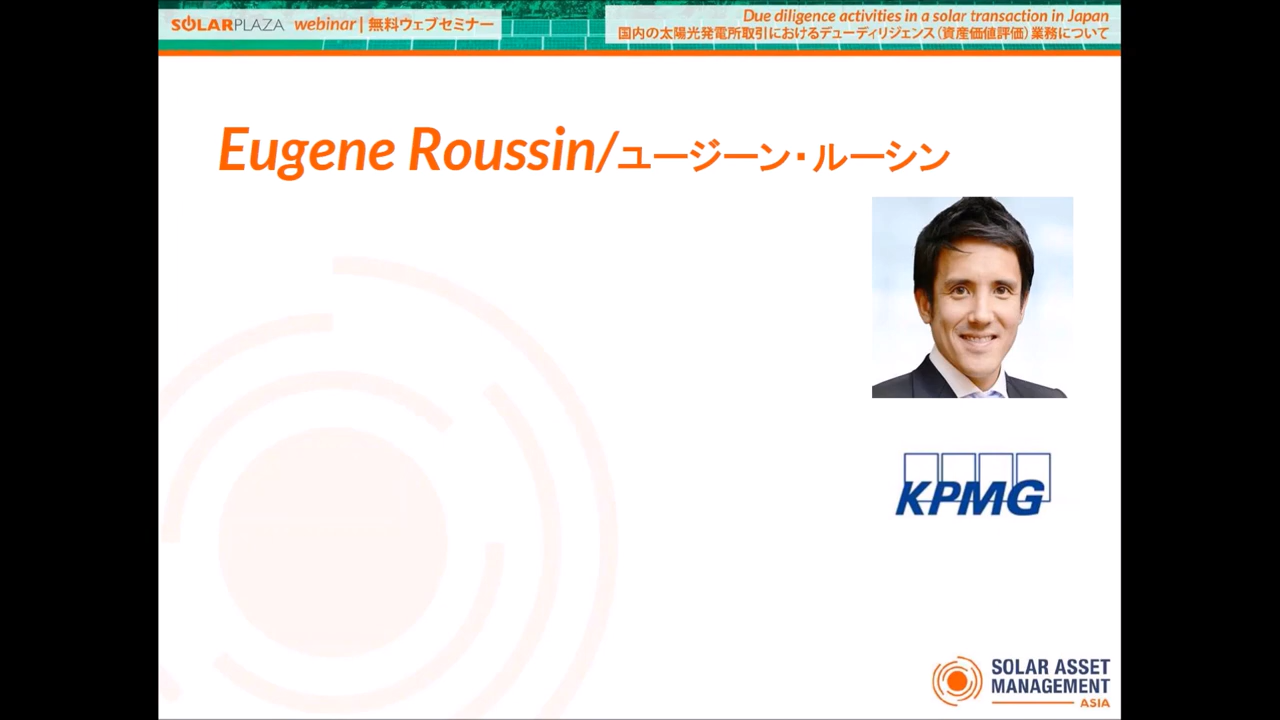 SOLARPLAZA webinar | 無料ウェブセミナー
Due diligence activities in a solar transaction in Japan
国内の太陽光発電所取引におけるデューディリジェンス(資産価値評価)業務について
Eugene Roussin/ユージーン・ルーシン
KPMG
SOLAR ASSET
MANAGEMENT
ASIA